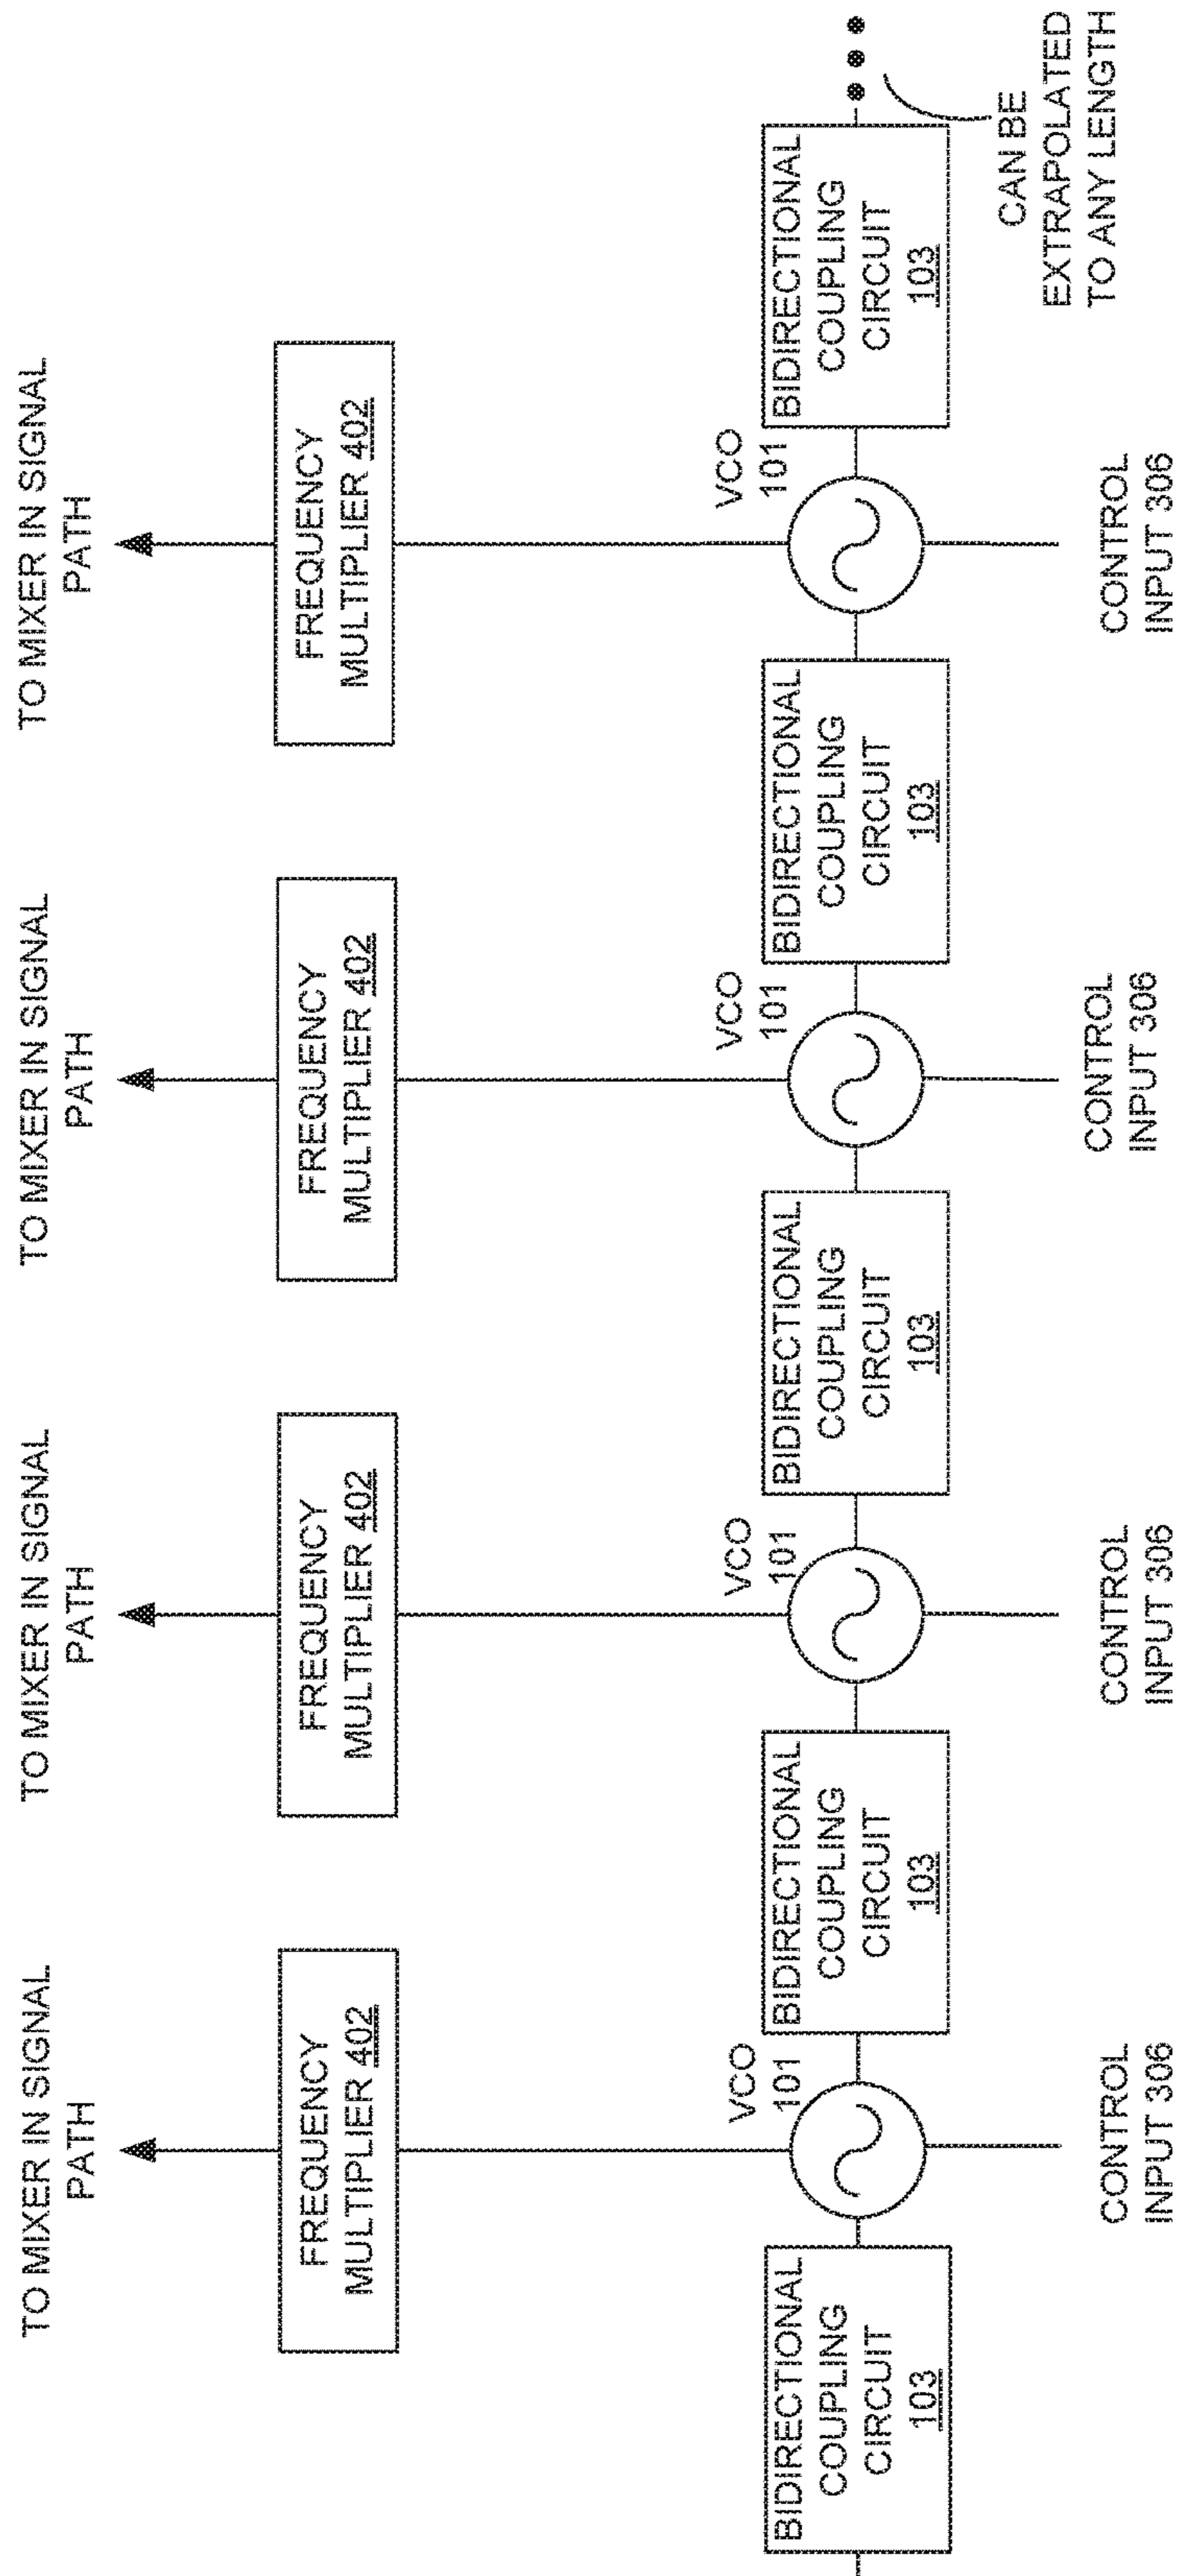 TO MIXER IN SIGNAL
PATH
TO MIXER IN SIGNAL
PATH
TO MIXER IN SIGNAL
PATH
TO MIXER IN SIGNAL
PATH
FREQUENCY
MULTIPLIER 402
FREQUENCY
MULTIPLIER 402
FREQUENCY
MULTIPLIER 402
FREQUENCY
MULTIPLIER 402
VCO
101
VCO
101
VCO
101
VCO
101
BIDIRECTIONAL
COUPLING
CIRCUIT
103
BIDIRECTIONAL
COUPLING
CIRCUIT
103
BIDIRECTIONAL
COUPLING
CIRCUIT
103
BIDIRECTIONAL
COUPLING
CIRCUIT
103
BIDIRECTIONAL
COUPLING
CIRCUIT
103
CAN BE
EXTRAPOLATED
TO ANY LENGTH
CONTROL
INPUT 306
CONTROL
INPUT 306
CONTROL
INPUT 306
CONTROL
INPUT 306